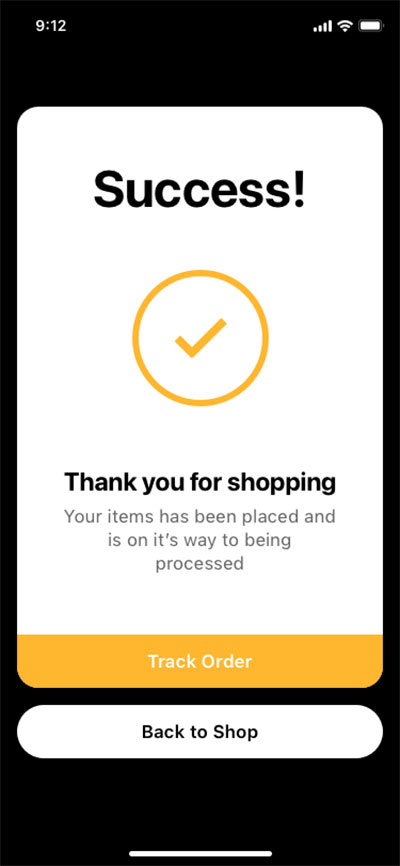 9:12
Success!
Thank you for shopping
Your items has been placed and
is on it’s way to being
processed
Track Order
Back to Shop